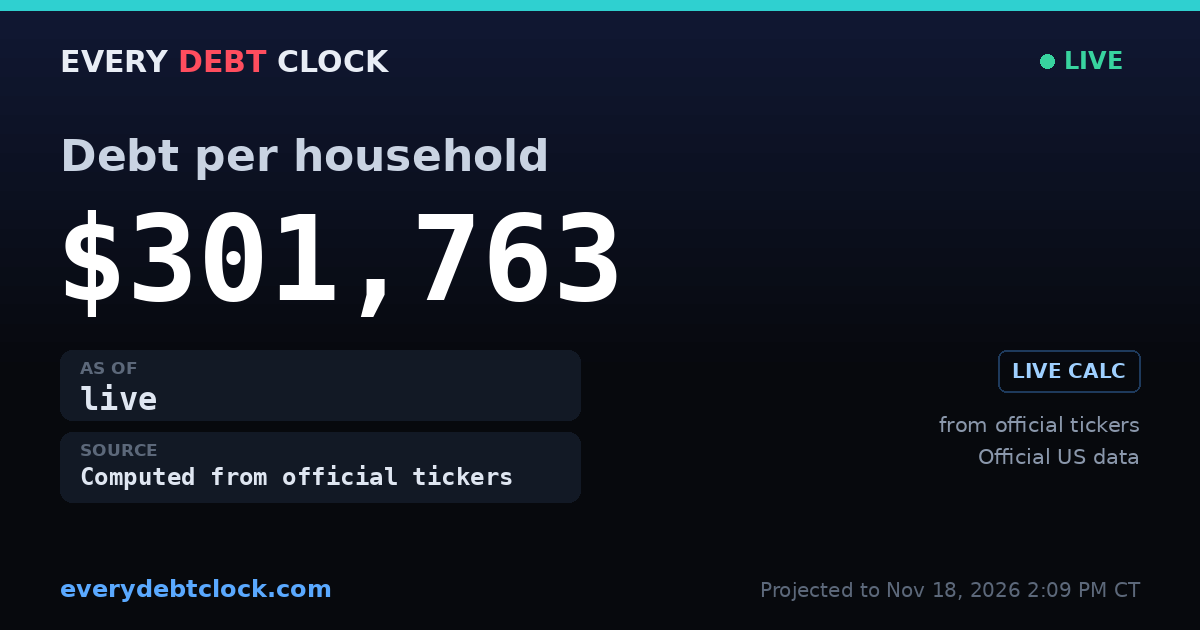 EVERY DEBT CLOCK
LIVE
Debt per household
$301,763
AS OF
live
SOURCE
Computed from official tickers
LIVE CALC
from official tickers
Official US data
everydebtclock.com
Projected to Nov 18, 2026 2:09 PM CT